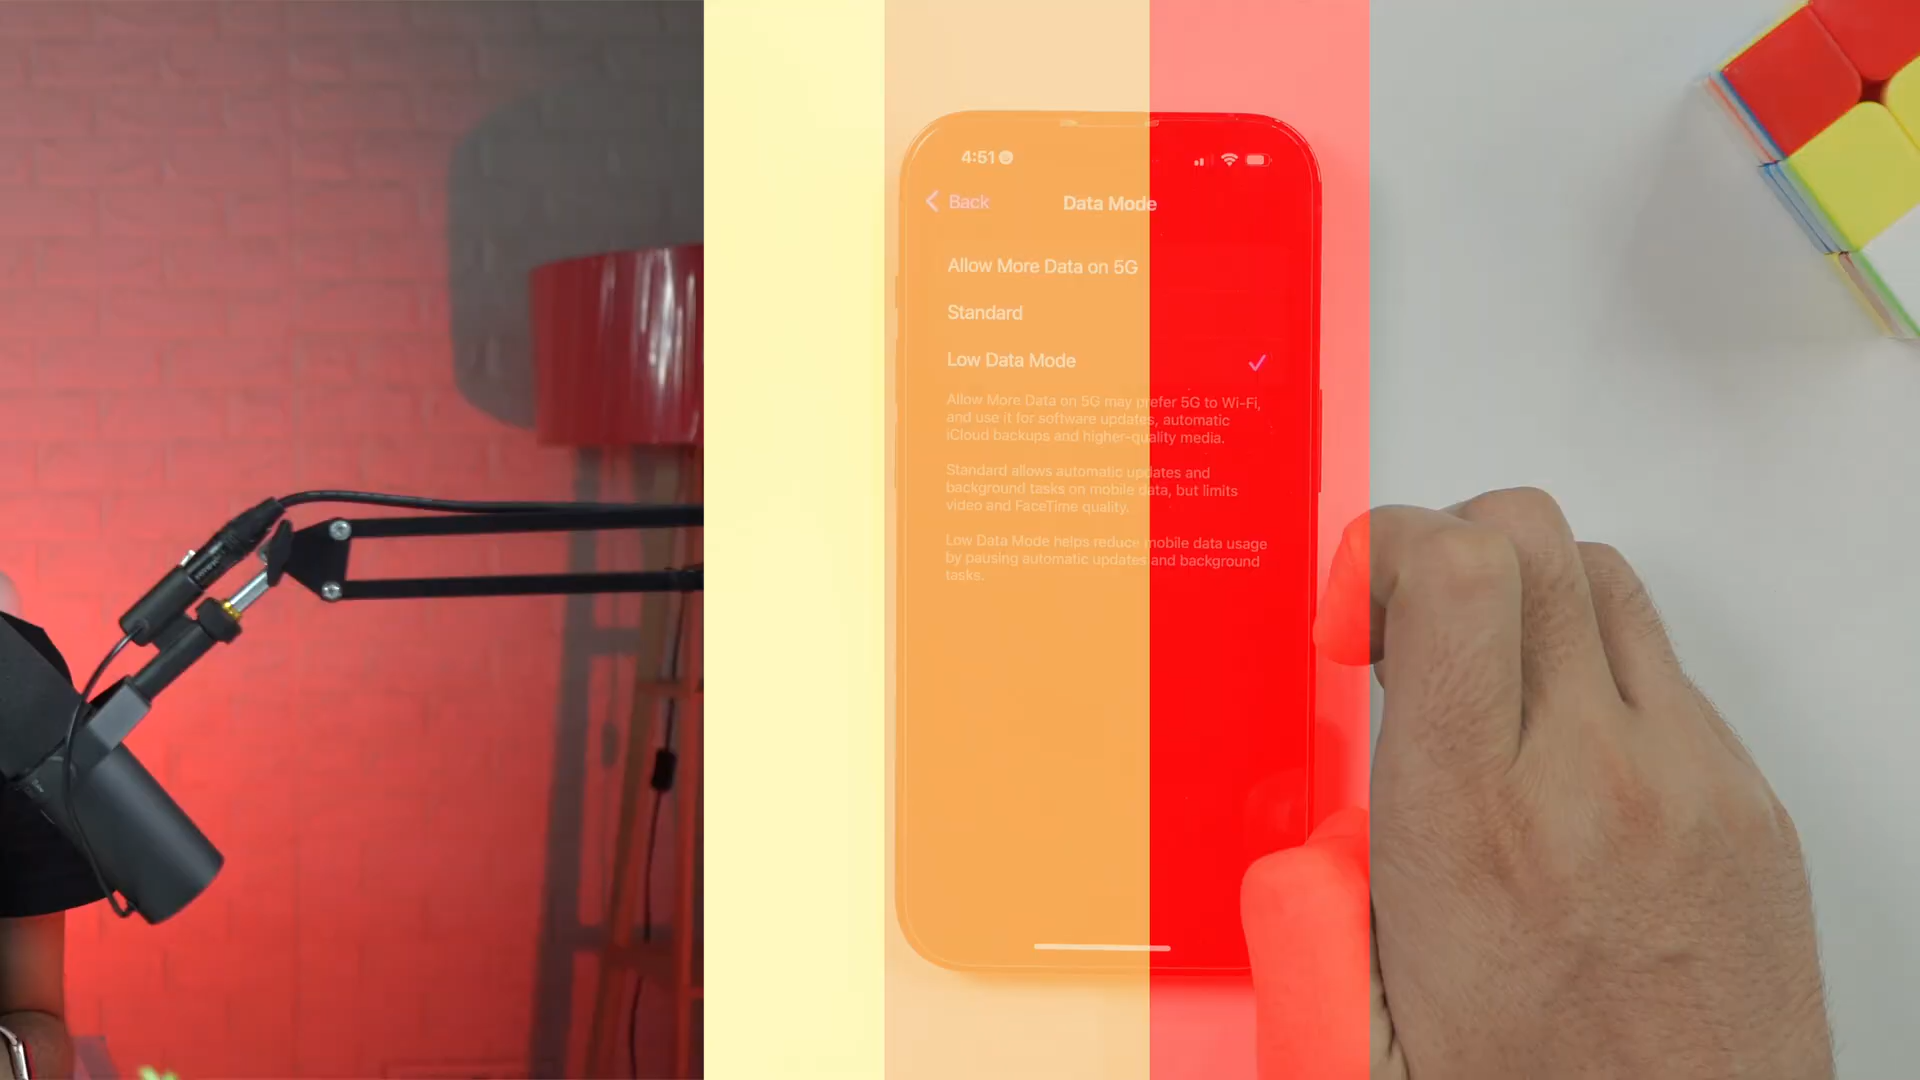 4:51
Back
Data Mode
Allow More Data on 5G
Standard
Low Data Mode
Allow More Data on 5G may prefer 5G to Wi-Fi,
and use it for software updates, automatic
iCloud backups and higher-quality media.
Standard allows automatic updates and
background tasks on mobile data, but limits
video and FaceTime quality.
Low Data Mode helps reduce mobile data usage
by pausing automatic updates and background
tasks.